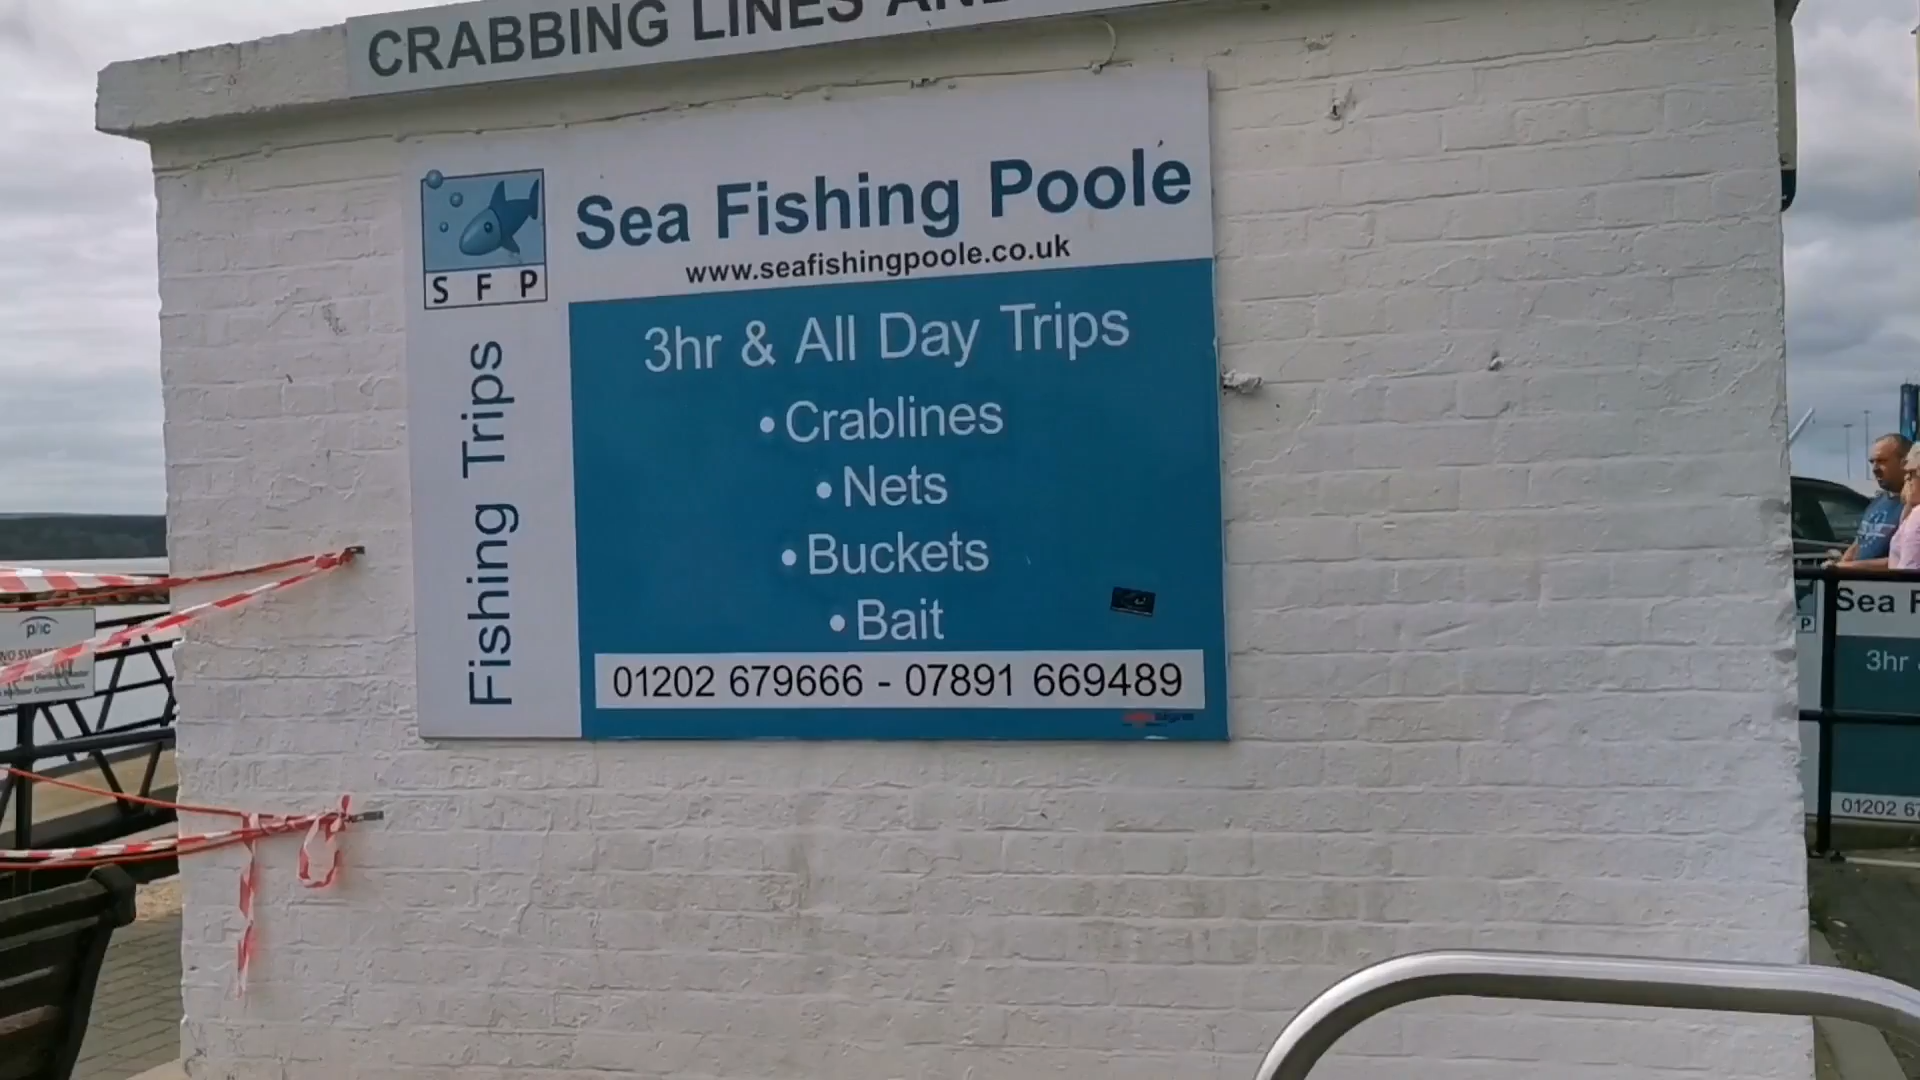 CRABBING LINES AND
Sea Fishing Poole
www.seafishingpoole.co.uk
S F P
Fishing Trips
3hr & All Day Trips
•Crablines
•Nets
•Buckets
•Bait
01202 679666 - 07891 669489
phc
Sea F
P
3hr
01202 67